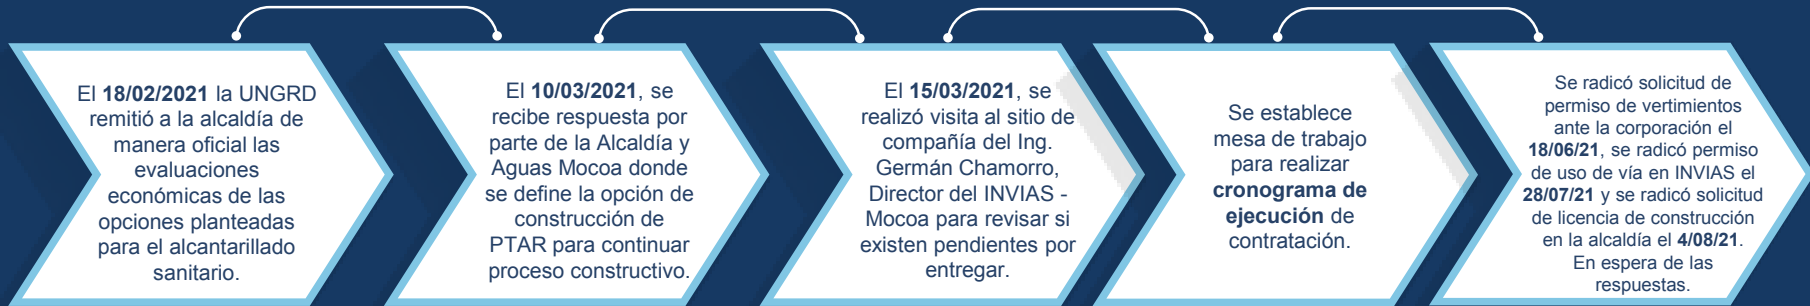 El 18/02/2021 la UNGRD
remitió a la alcaldía de
manera oficial las
evaluaciones
económicas de las
opciones planteadas
para el alcantarillado
sanitario.
El 10/03/2021, se
recibe respuesta por
parte de la Alcaldía y
Aguas Mocoa donde
se define la opción de
construcción de
PTAR para continuar
proceso constructivo.
El 15/03/2021, se
realizó visita al sitio de
compañía del Ing.
Germán Chamorro,
Director del INVIAS -
Mocoa para revisar si
existen pendientes por
entregar.
Se establece
mesa de trabajo
para realizar
cronograma de
ejecución de
contratación.
Se radicó solicitud de
permiso de vertimientos
ante la corporación el
18/06/21, se radicó permiso
de uso de vía en INVIAS el
28/07/21 y se radicó solicitud
de licencia de construcción
en la alcaldía el 4/08/21.
En espera de las
respuestas.